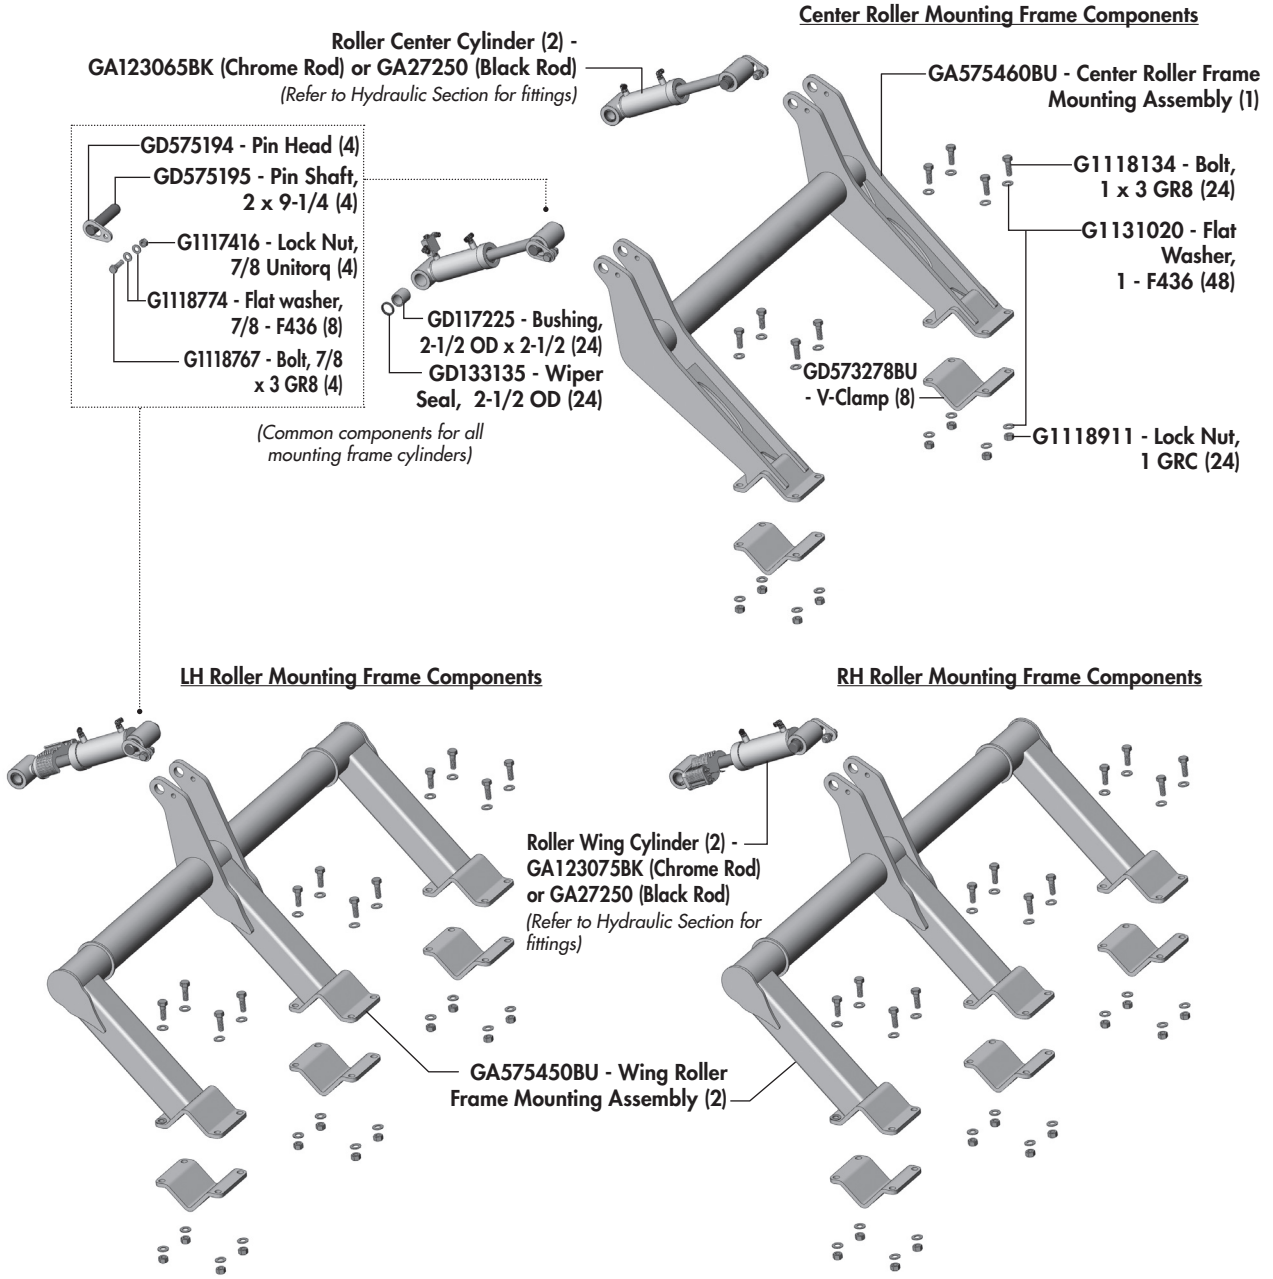 Center Roller Mounting Frame Components
Roller Center Cylinder (2) -
GA123065BK (Chrome Rod) or GA27250 (Black Rod)
(Refer to Hydraulic Section for fittings)
GA575460BU - Center Roller Frame
Mounting Assembly (1)
GD575194 - Pin Head (4)
GD575195 - Pin Shaft,
2 x 9-1/4 (4)
G1117416 - Lock Nut,
7/8 Unitorq (4)
G1118774 - Flat washer,
7/8 - F436 (8)
G1118767 - Bolt, 7/8
x 3 GR8 (4)
GD117225 - Bushing,
2-1/2 OD x 2-1/2 (24)
GD133135 - Wiper
Seal, 2-1/2 OD (24)
(Common components for all
mounting frame cylinders)
G1118134 - Bolt,
1 x 3 GR8 (24)
G1131020 - Flat
Washer,
1 - F436 (48)
GD573278BU
- V-Clamp (8)
G1118911 - Lock Nut,
1 GRC (24)
LH Roller Mounting Frame Components
RH Roller Mounting Frame Components
Roller Wing Cylinder (2) -
GA123075BK (Chrome Rod)
or GA27250 (Black Rod)
(Refer to Hydraulic Section for
fittings)
GA575450BU - Wing Roller
Frame Mounting Assembly (2)